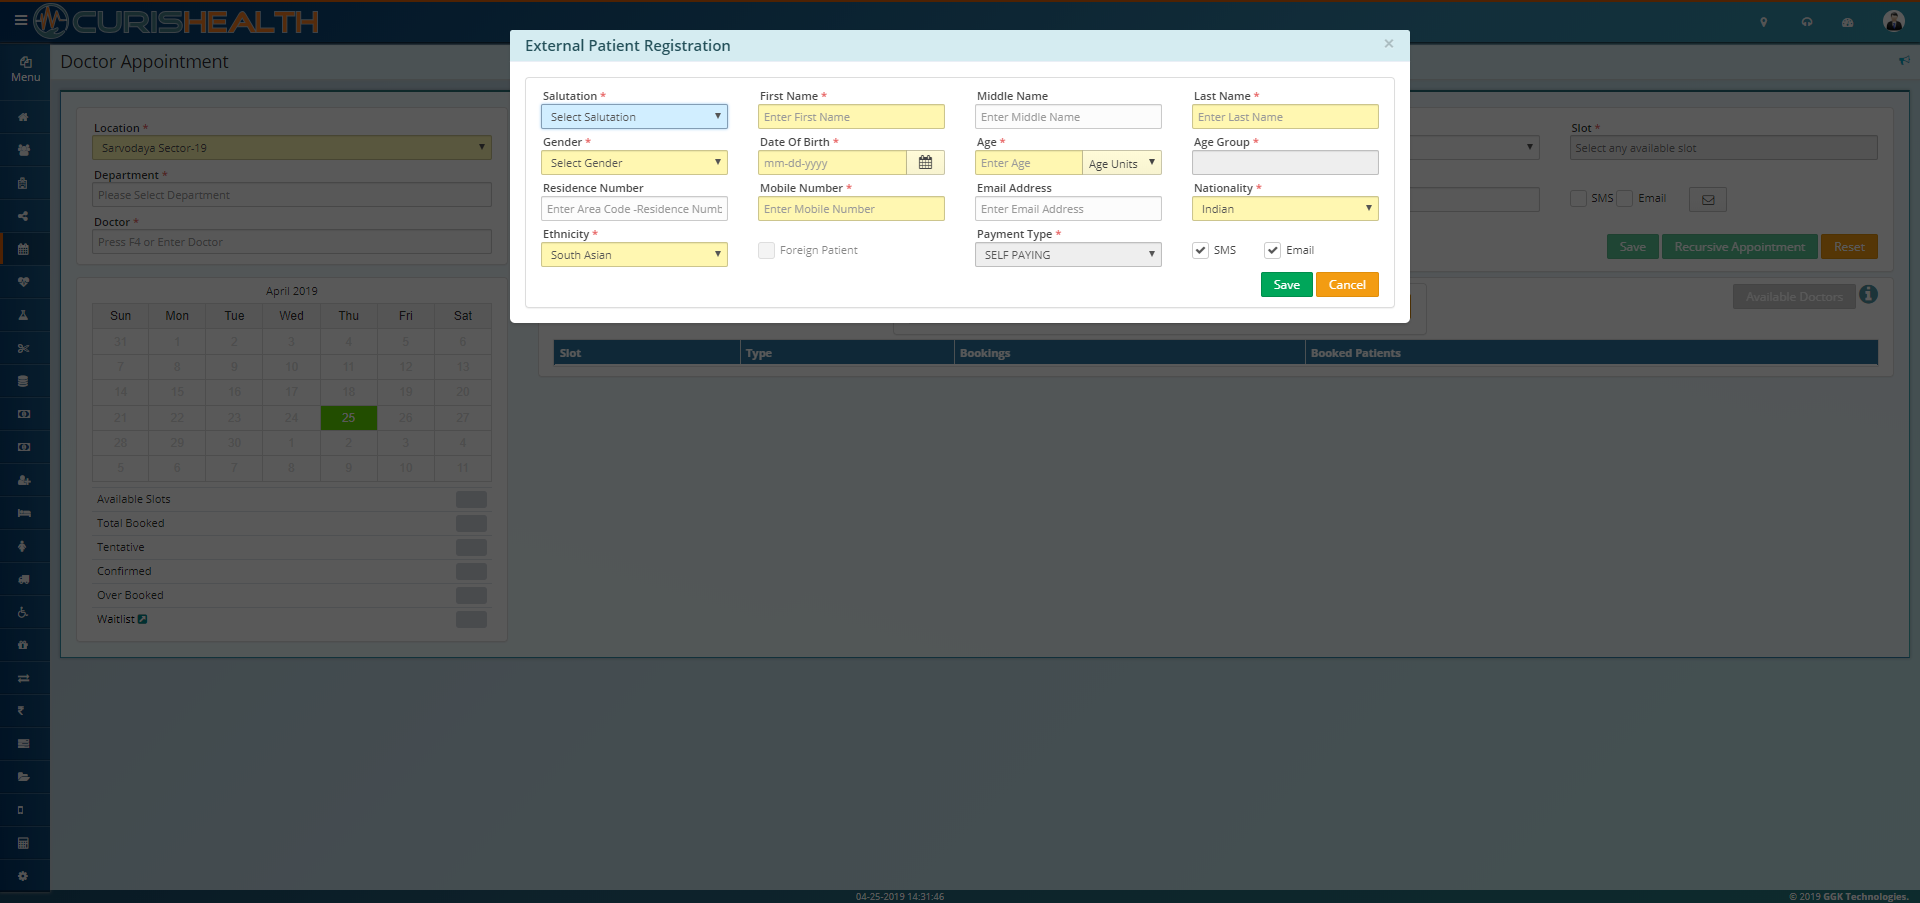 CURISHEALTH
Menu
Doctor Appointment
External Patient Registration
×
Salutation *
First Name *
Middle Name
Last Name *
Select Salutation
Enter First Name
Enter Middle Name
Enter Last Name
Gender *
Date Of Birth *
Age *
Age Group *
Select Gender
mm-dd-yyyy
Enter Age
Age Units
Residence Number
Mobile Number *
Email Address
Nationality *
Enter Area Code -Residence Numb
Enter Mobile Number
Enter Email Address
Indian
Ethnicity *
Payment Type *
South Asian
Foreign Patient
SELF PAYING
SMS
Email
Save
Cancel
Location *
Sarvodaya Sector-19
Department *
Please Select Department
Doctor *
Press F4 or Enter Doctor
Slot *
Select any available slot
SMS
Email
Save
Recursive Appointment
Reset
Available Doctors
April 2019
Sun Mon Tue Wed Thu Fri Sat
31 1 2 3 4 5 6
7 8 9 10 11 12 13
14 15 16 17 18 19 20
21 22 23 24 25 26 27
28 29 30 1 2 3 4
5 6 7 8 9 10 11
Available Slots
Total Booked
Tentative
Confirmed
Over Booked
Waitlist
Slot
Type
Bookings
Booked Patients
04-25-2019 14:31:46
© 2019 GGK Technologies.